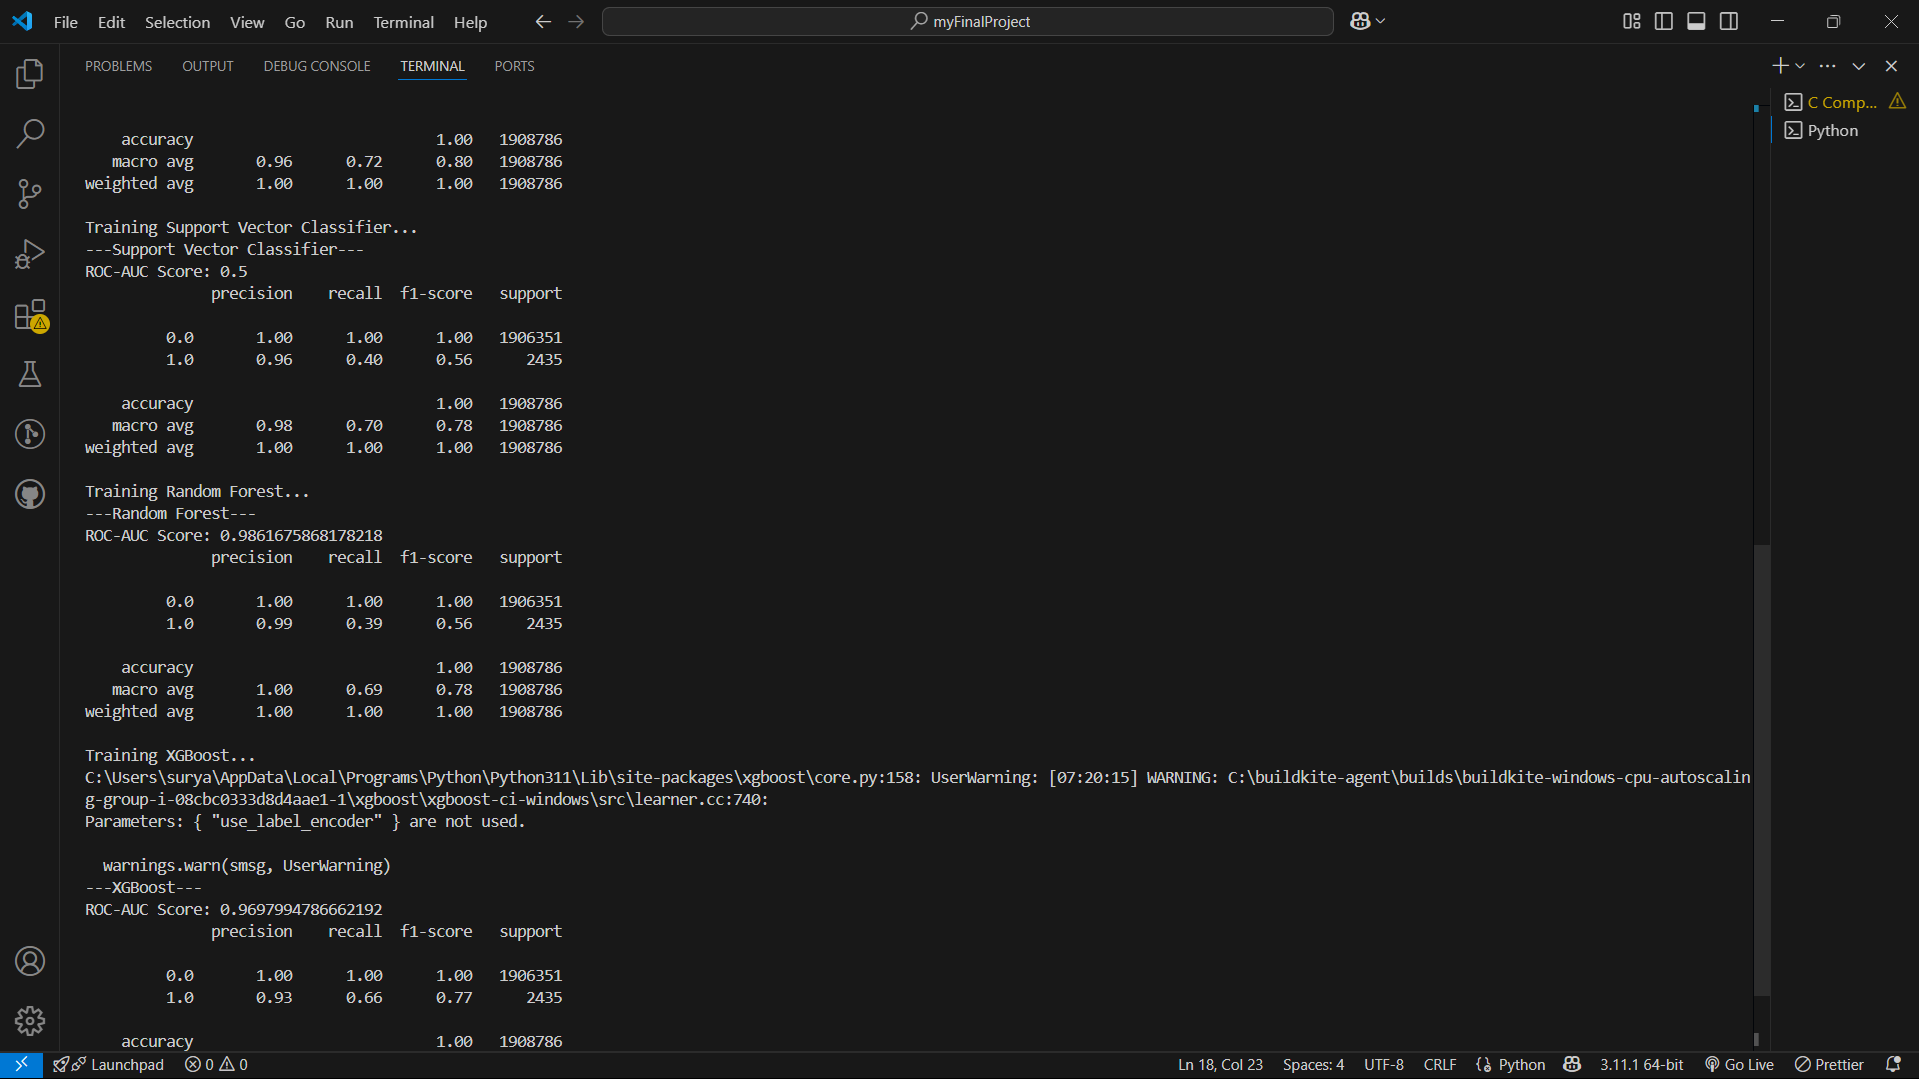 File Edit Selection View Go Run Terminal Help myFinalProject
PROBLEMS OUTPUT DEBUG CONSOLE TERMINAL PORTS
C Comp...
Python
accuracy 1.00 1908786
macro avg 0.96 0.72 0.80 1908786
weighted avg 1.00 1.00 1.00 1908786
Training Support Vector Classifier...
---Support Vector Classifier---
ROC-AUC Score: 0.5
precision recall f1-score support
0.0 1.00 1.00 1.00 1906351
1.0 0.96 0.40 0.56 2435
accuracy 1.00 1908786
macro avg 0.98 0.70 0.78 1908786
weighted avg 1.00 1.00 1.00 1908786
Training Random Forest...
---Random Forest---
ROC-AUC Score: 0.9861675868178218
precision recall f1-score support
0.0 1.00 1.00 1.00 1906351
1.0 0.99 0.39 0.56 2435
accuracy 1.00 1908786
macro avg 1.00 0.69 0.78 1908786
weighted avg 1.00 1.00 1.00 1908786
Training XGBoost...
C:\Users\surya\AppData\Local\Programs\Python\Python311\Lib\site-packages\xgboost\core.py:158: UserWarning: [07:20:15] WARNING: C:\buildkite-agent\builds\buildkite-windows-cpu-autoscalin
g-group-i-08cbc0333d8d4aae1-1\xgboost\xgboost-ci-windows\src\learner.cc:740:
Parameters: { "use_label_encoder" } are not used.
warnings.warn(smsg, UserWarning)
---XGBoost---
ROC-AUC Score: 0.9697994786662192
precision recall f1-score support
0.0 1.00 1.00 1.00 1906351
1.0 0.93 0.66 0.77 2435
accuracy 1.00 1908786
Launchpad 0 0 Ln 18, Col 23 Spaces: 4 UTF-8 CRLF Python 3.11.1 64-bit Go Live Prettier